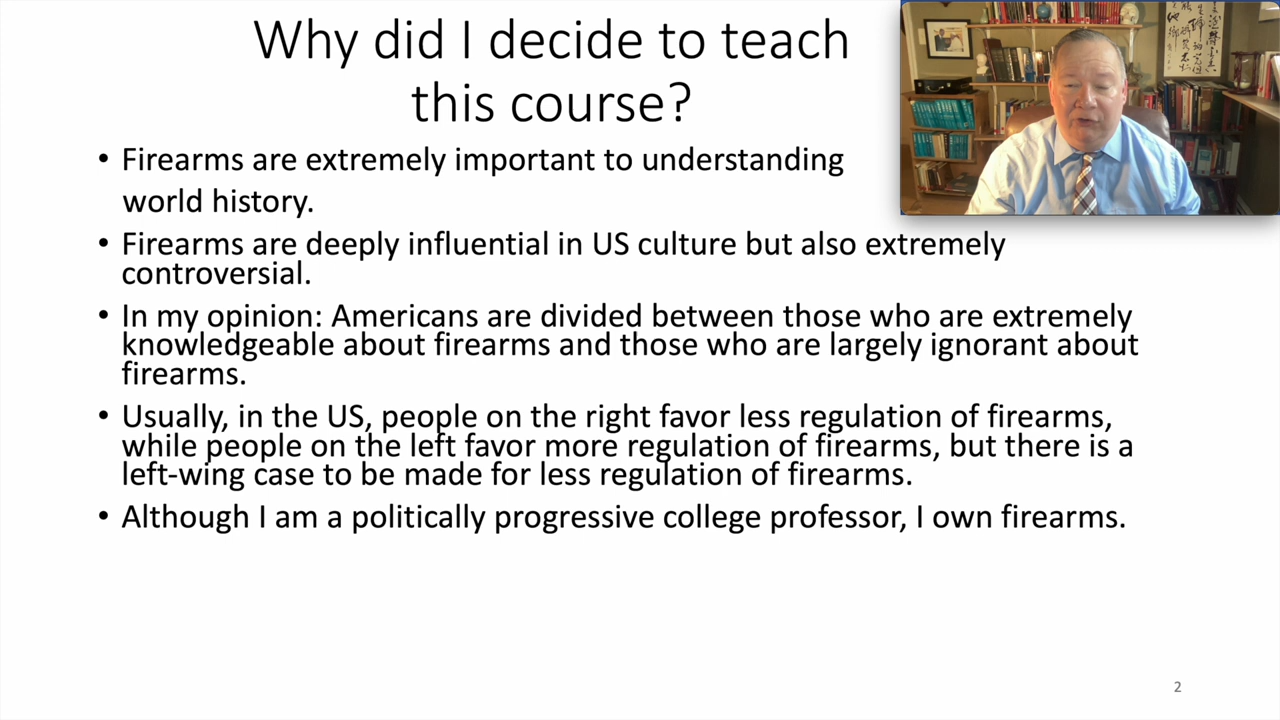 Why did I decide to teach
this course?
• Firearms are extremely important to understanding
world history.
• Firearms are deeply influential in US culture but also extremely
controversial.
• In my opinion: Americans are divided between those who are extremely
knowledgeable about firearms and those who are largely ignorant about
firearms.
• Usually, in the US, people on the right favor less regulation of firearms,
while people on the left favor more regulation of firearms, but there is a
left-wing case to be made for less regulation of firearms.
• Although I am a politically progressive college professor, I own firearms.
2